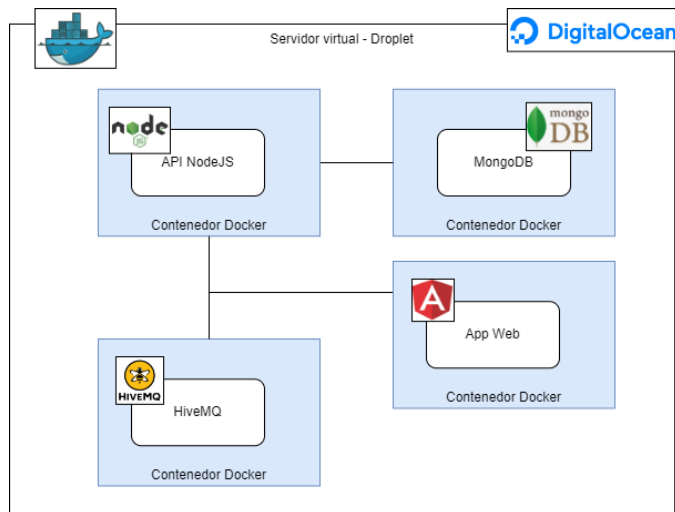 Servidor virtual - Droplet
DigitalOcean
node
JS
API NodeJS
Contenedor Docker
mongo
DB
MongoDB
Contenedor Docker
App Web
Contenedor Docker
HIVEMQ
HiveMQ
Contenedor Docker